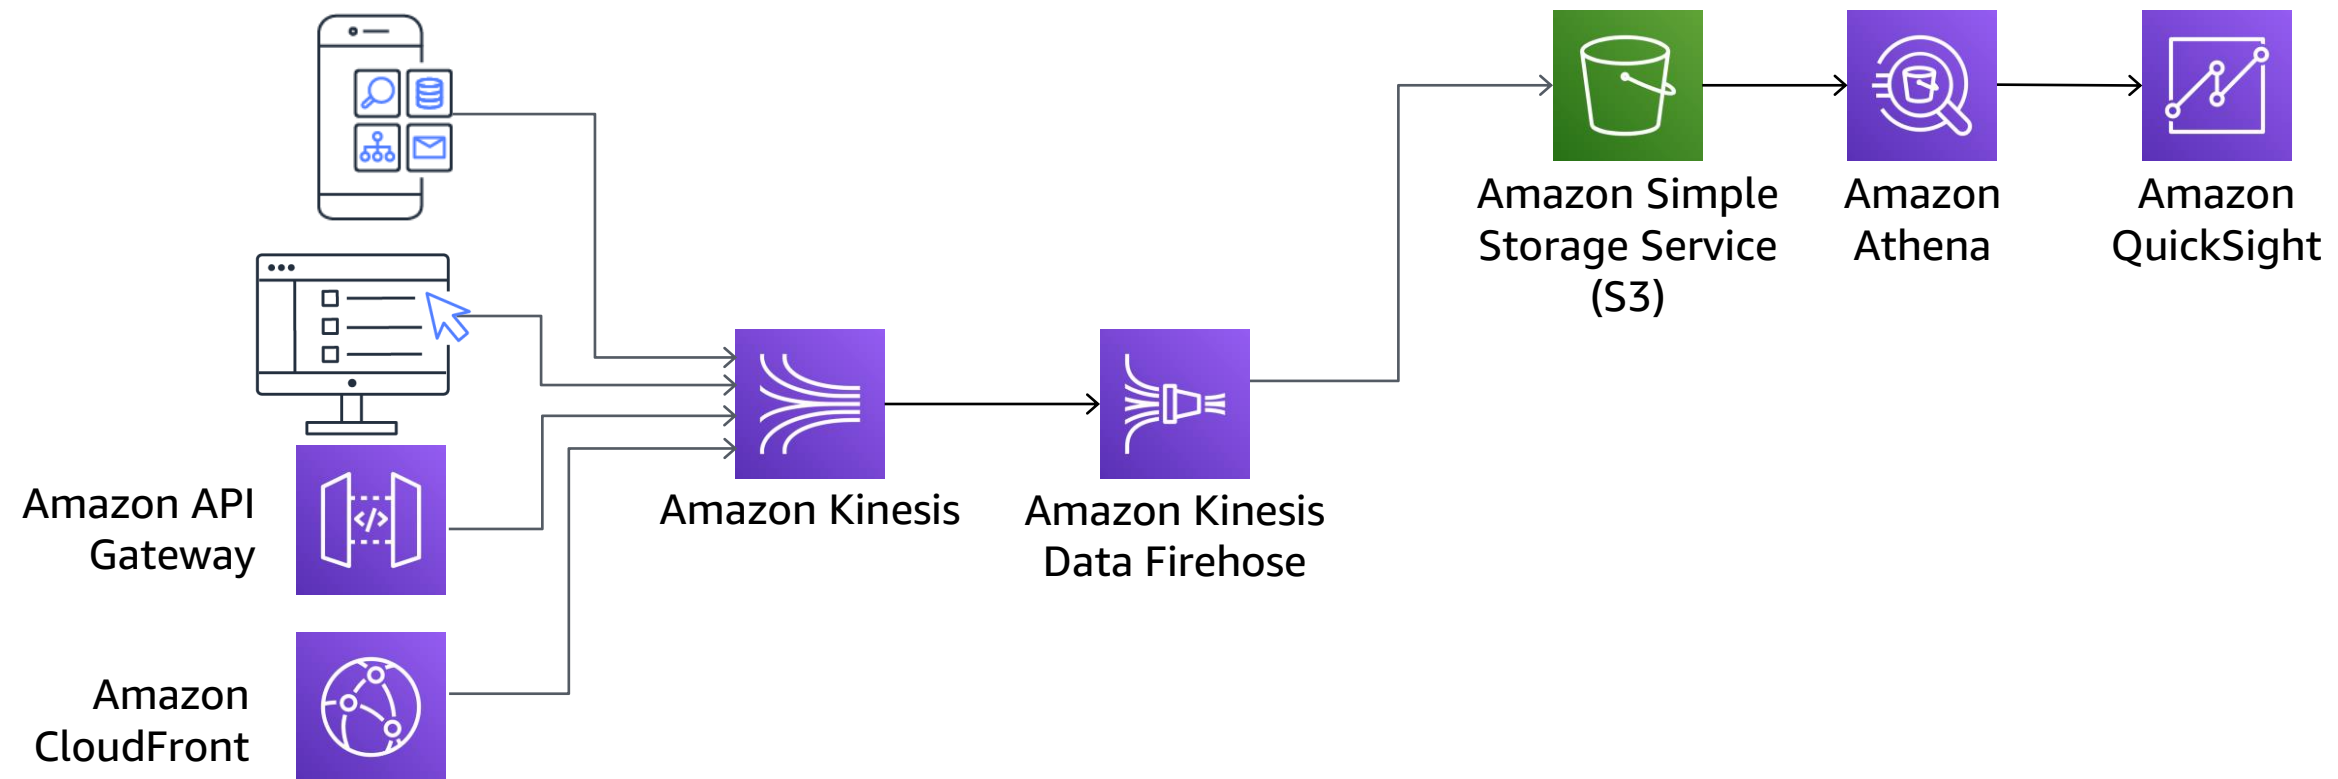 Amazon Simple
Storage Service
(S3)
Amazon
Athena
Amazon
QuickSight
Amazon API
Gateway
Amazon Kinesis
Amazon Kinesis
Data Firehose
Amazon
CloudFront